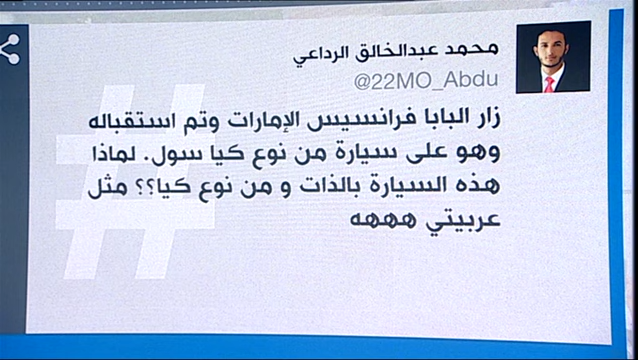 محمد عبدالخالق الرداعي
@22MO_Abdu
زار البابا فرانسيس الإمارات وتم استقباله
وهو على سيارة من نوع كيا سول. لماذا
هذه السيارة بالذات و من نوع كيا؟؟ مثل
عربيتي هههه
#